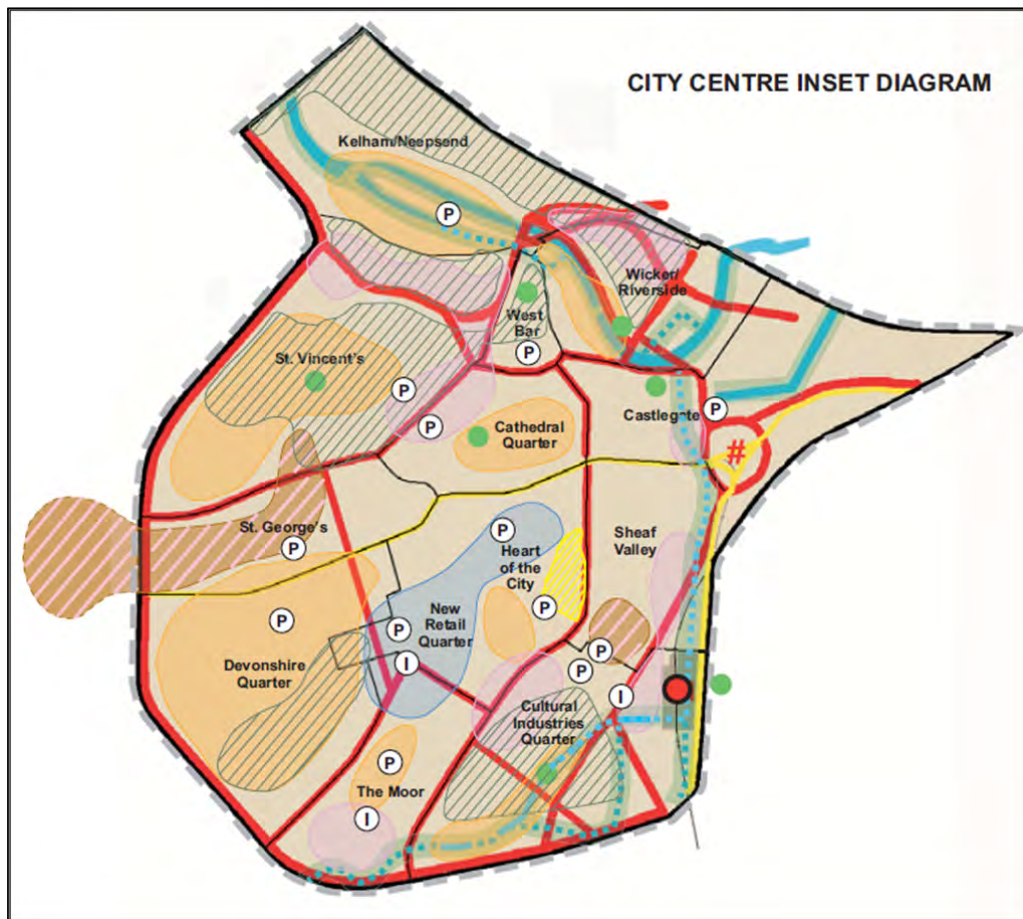 CITY CENTRE INSET DIAGRAM
Kelham/Neepsend
P
Wicker/
Riverside
West
Bar
P
St. Vincent's
P
P
Castlegate
P
Cathedral
Quarter
#
St. George's
P
P
Heart
of the
City
Sheaf
Valley
P
P
New
Retail
Quarter
P
I
P
P
Devonshire
Quarter
I
Cultural
Industries
Quarter
P
The Moor
I